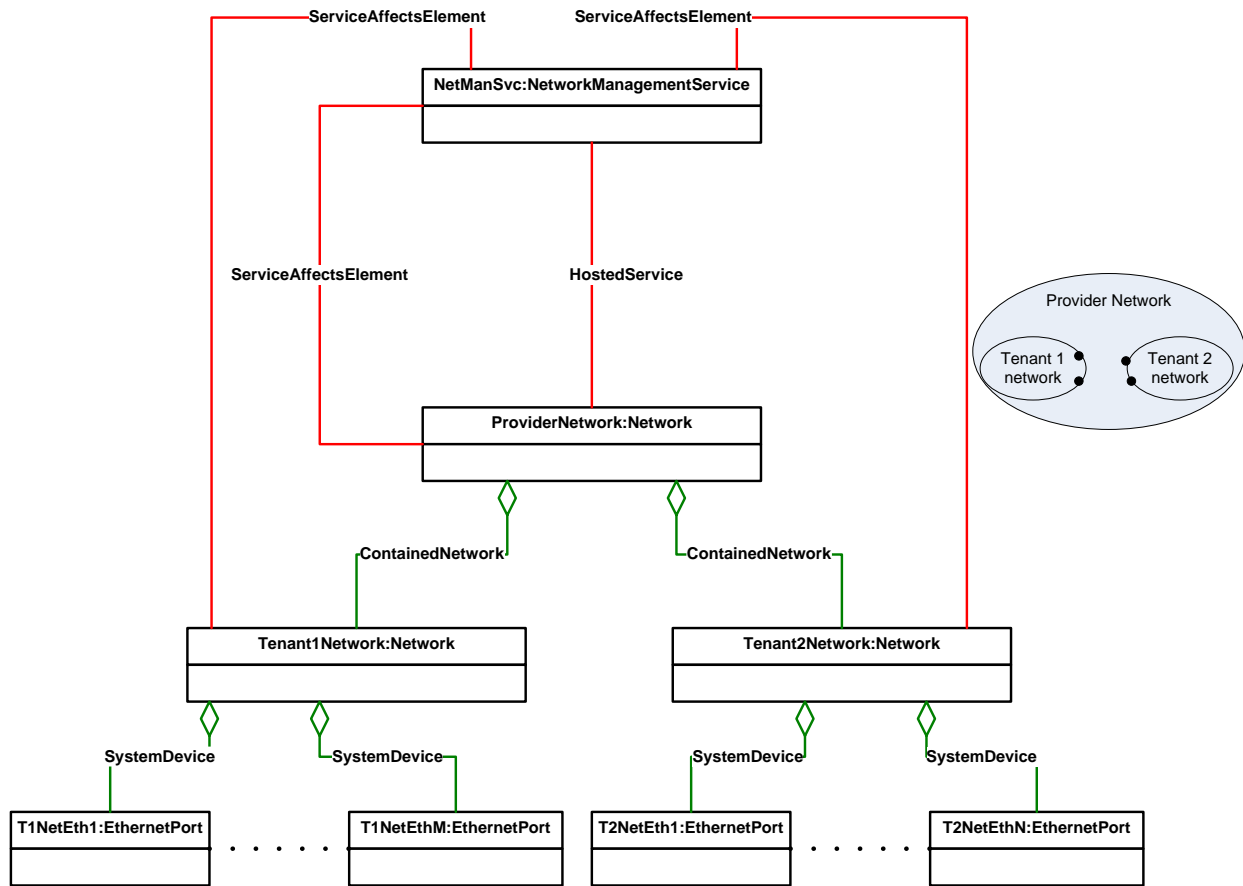 ServiceAffectsElement
ServiceAffectsElement
NetManSvc:NetworkManagementService
ServiceAffectsElement
HostedService
Provider Network
Tenant 1
network
Tenant 2
network
ProviderNetwork:Network
ContainedNetwork
ContainedNetwork
Tenant1Network:Network
Tenant2Network:Network
SystemDevice
SystemDevice
SystemDevice
SystemDevice
T1NetEth1:EthernetPort
T1NetEthM:EthernetPort
T2NetEth1:EthernetPort
T2NetEthN:EthernetPort